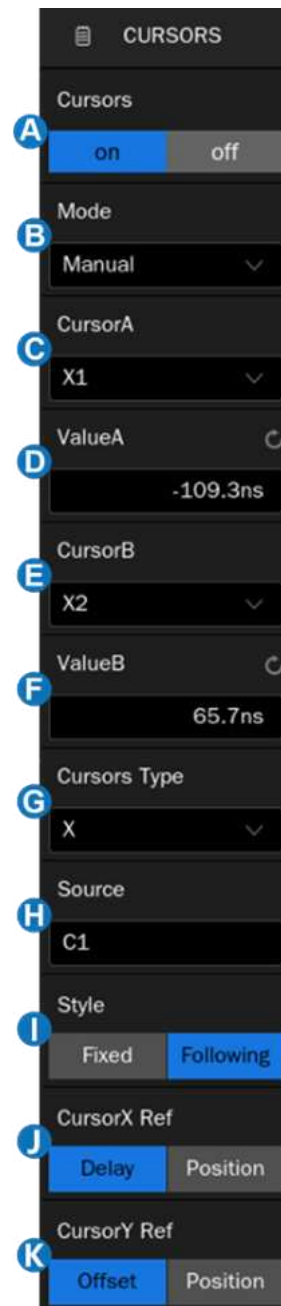 CURSORS
Cursors
A
on off
Mode
B
Manual
CursorA
C
X1
ValueA
D
-109.3ns
CursorB
E
X2
ValueB
F
65.7ns
Cursors Type
G
X
Source
H
C1
Style
I
Fixed Following
CursorX Ref
J
Delay Position
CursorY Ref
K
Offset Position